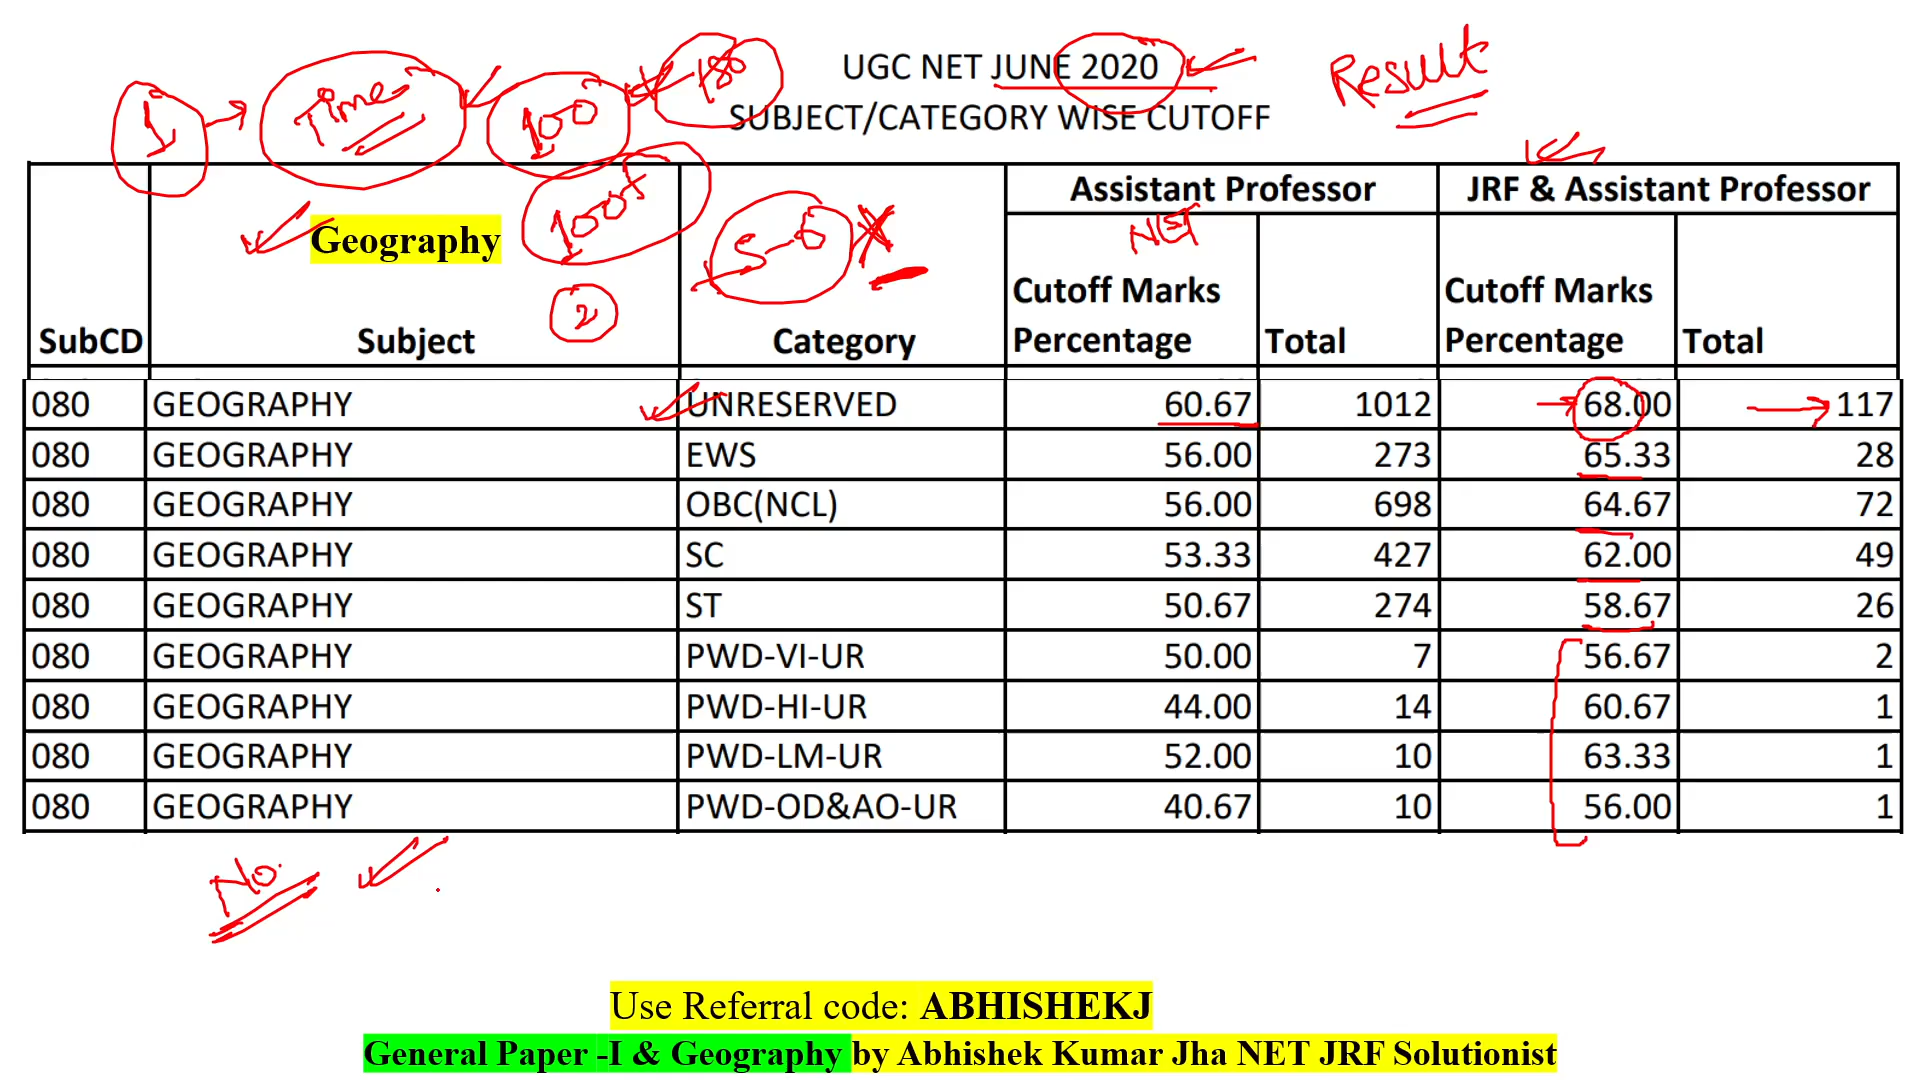 UGC NET JUNE 2020
Result
SUBJECT/CATEGORY WISE CUTOFF
1 Time 100 180
100+
5-6
2
Geography
NET
Assistant Professor JRF & Assistant Professor
SubCD Subject Category Cutoff Marks Percentage Total Cutoff Marks Percentage Total
080 GEOGRAPHY UNRESERVED 60.67 1012 68.00 117
080 GEOGRAPHY EWS 56.00 273 65.33 28
080 GEOGRAPHY OBC(NCL) 56.00 698 64.67 72
080 GEOGRAPHY SC 53.33 427 62.00 49
080 GEOGRAPHY ST 50.67 274 58.67 26
080 GEOGRAPHY PWD-VI-UR 50.00 7 56.67 2
080 GEOGRAPHY PWD-HI-UR 44.00 14 60.67 1
080 GEOGRAPHY PWD-LM-UR 52.00 10 63.33 1
080 GEOGRAPHY PWD-OD&AO-UR 40.67 10 56.00 1
No.
Use Referral code: ABHISHEKJ
General Paper -I & Geography by Abhishek Kumar Jha NET JRF Solutionist